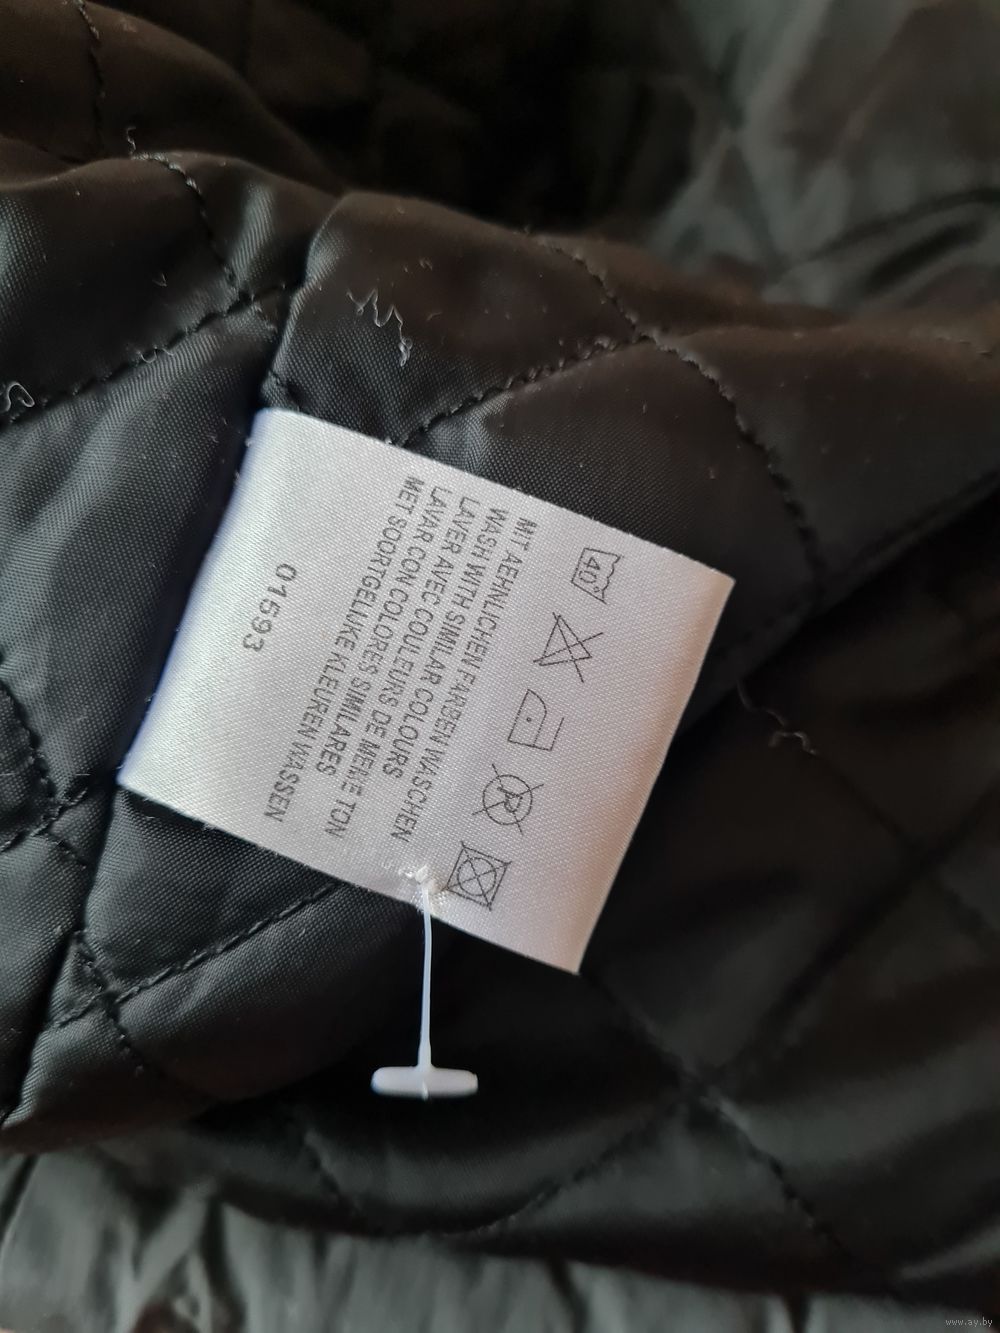 40
MIT AEHNLICHEN FARBEN WASCHEN
WASH WITH SIMILAR COLOURS
LAVER AVEC COULEURS DE MEME TON
LAVAR CON COLORES SIMILARES
MET SOORTGELIJKE KLEUREN WASSEN
01593
www.ay.by